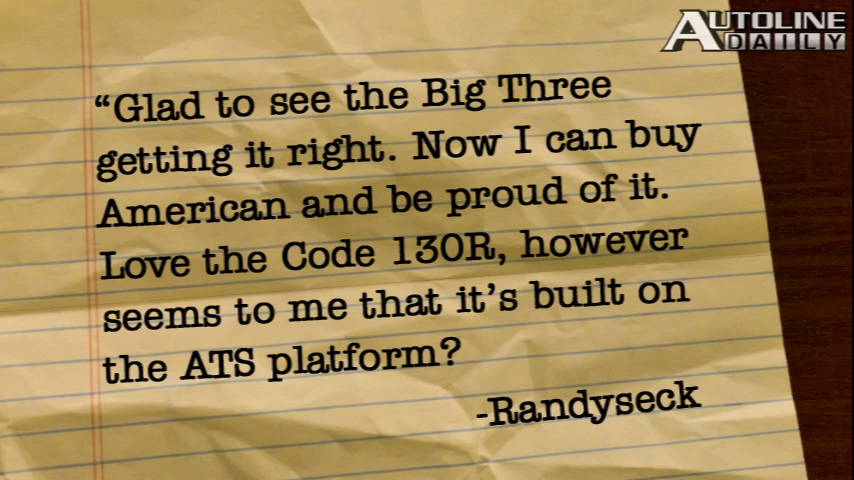 AUTOLINE
DAILY
“Glad to see the Big Three
getting it right. Now I can buy
American and be proud of it.
Love the Code 130R, however
seems to me that it’s built on
the ATS platform?
-Randyseck